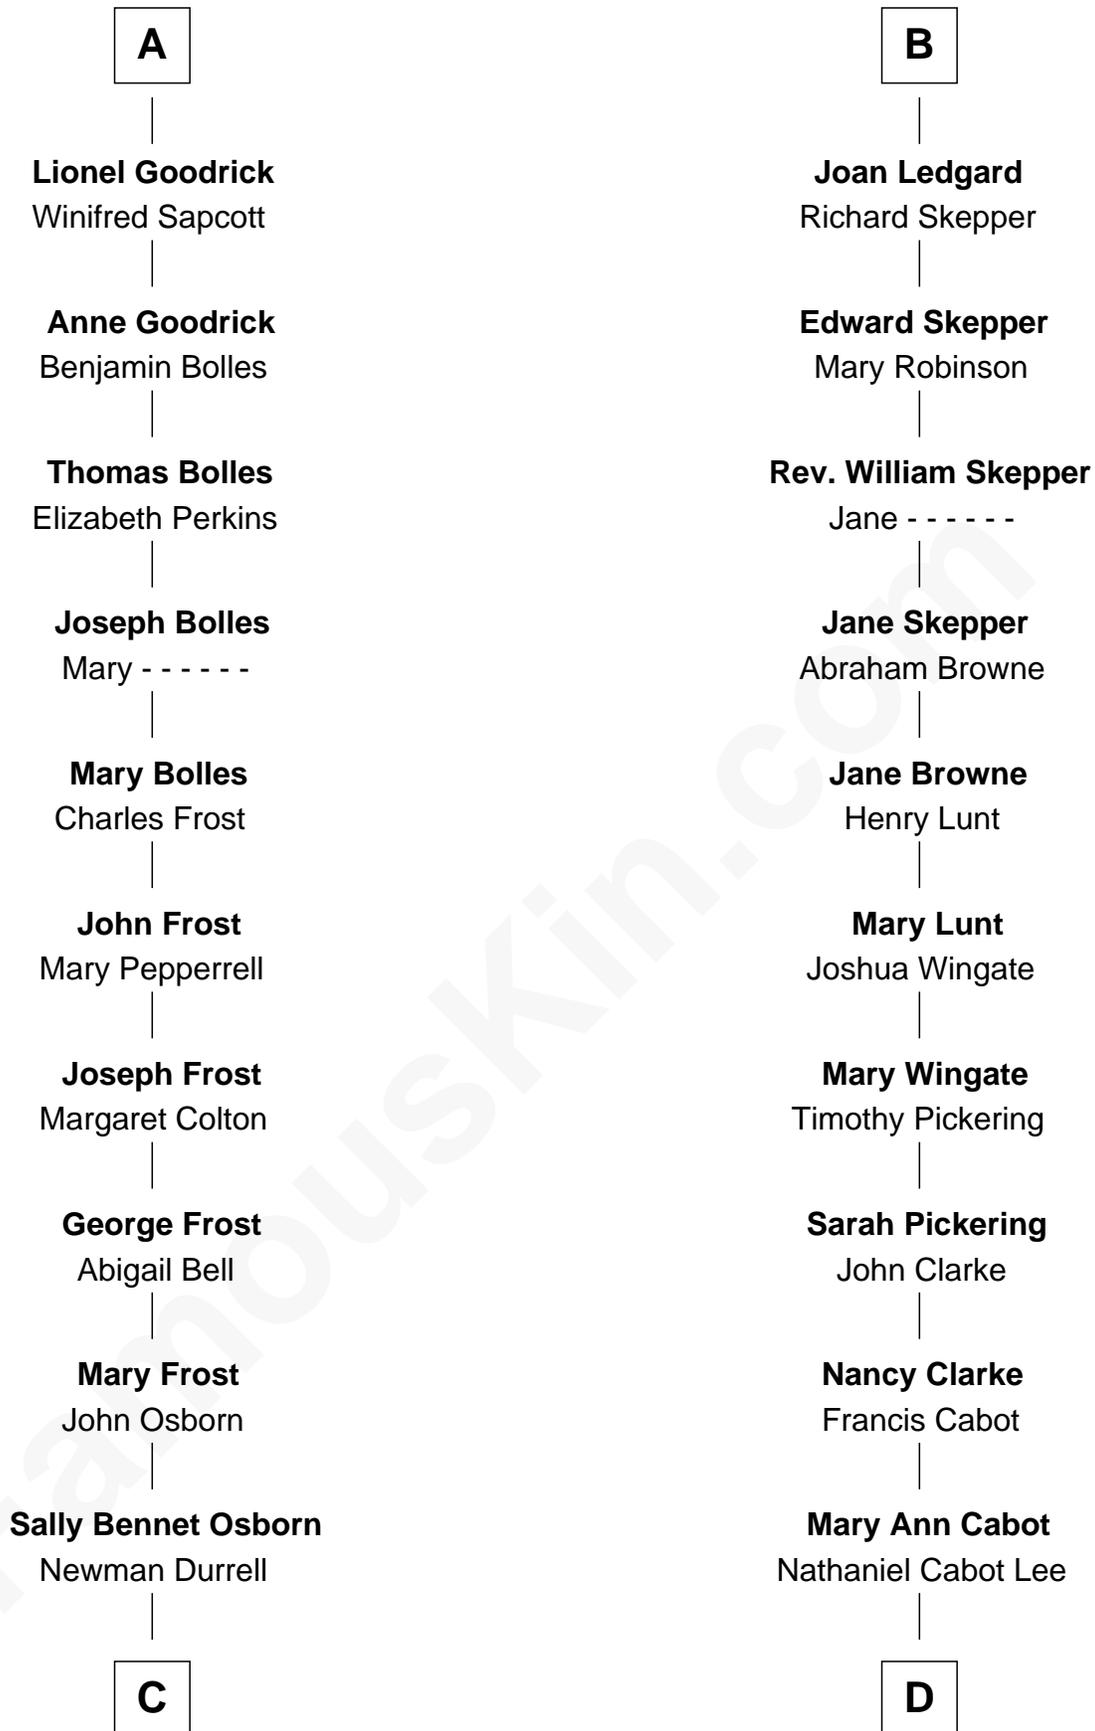 A
Lionel Goodrick
Winifred Sapcott
Anne Goodrick
Benjamin Bolles
Thomas Bolles
Elizabeth Perkins
Joseph Bolles
Mary - - - - - -
Mary Bolles
Charles Frost
John Frost
Mary Pepperrell
Joseph Frost
Margaret Colton
George Frost
Abigail Bell
Mary Frost
John Osborn
Sally Bennet Osborn
Newman Durrell
C
B
Joan Ledgard
Richard Skepper
Edward Skepper
Mary Robinson
Rev. William Skepper
Jane - - - - - -
Jane Skepper
Abraham Browne
Jane Browne
Henry Lunt
Mary Lunt
Joshua Wingate
Mary Wingate
Timothy Pickering
Sarah Pickering
John Clarke
Nancy Clarke
Francis Cabot
Mary Ann Cabot
Nathaniel Cabot Lee
D
FamousKin.com